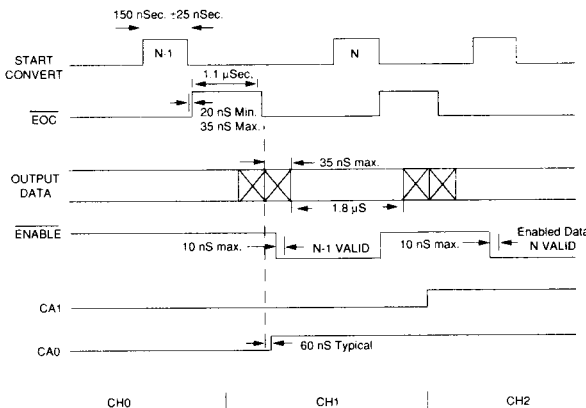 150 nSec. ±25 nSec.
START
CONVERT
N-1
N
1.1 µSec.
EOC
20 nS Min.
35 nS Max.
35 nS max.
OUTPUT
DATA
1.8 µS
ENABLE
10 nS max.
N-1 VALID
10 nS max.
Enabled Data
N VALID
CA1
CA0
60 nS Typical
CH0
CH1
CH2